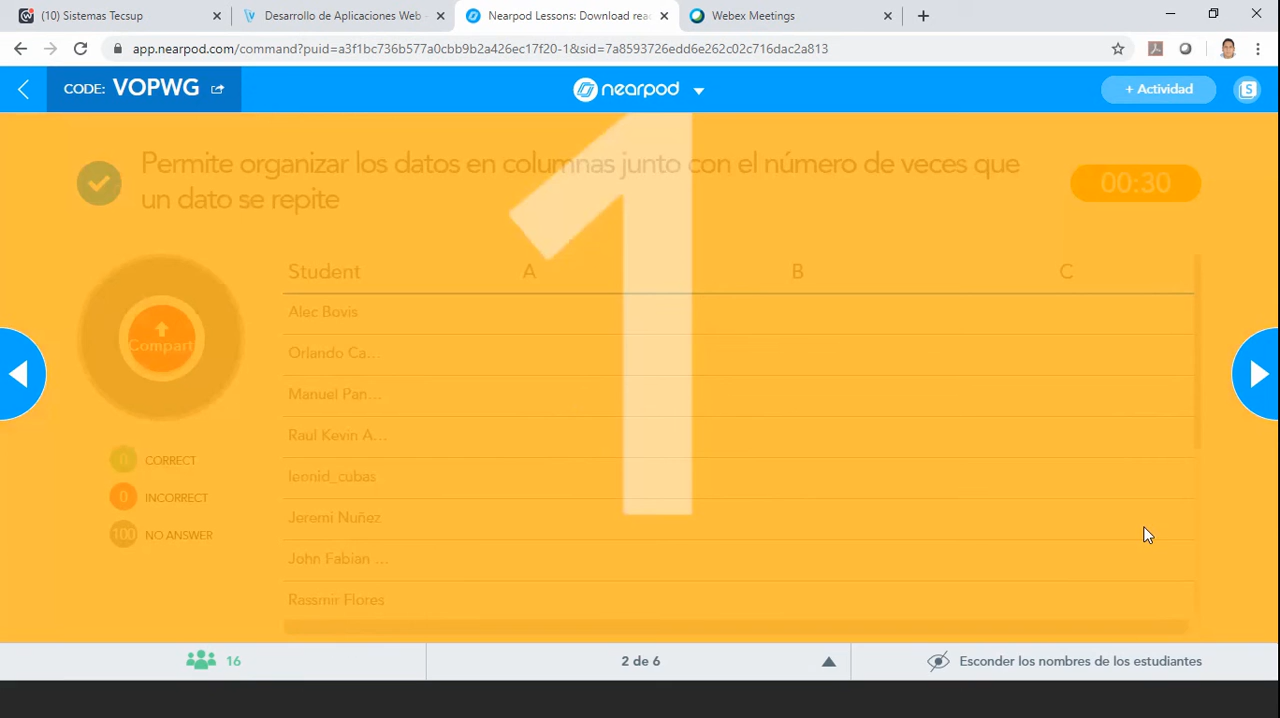 (10) Sistemas Tecsup
Desarrollo de Aplicaciones Web -
Nearpod Lessons: Download rea
Webex Meetings
app.nearpod.com/command?puid=a3f1bc736b577a0cbb9b2a426ec17f20-1&sid=7a8593726edd6e262c02c716dac2a813
CODE: VOPWG
nearpod
+ Actividad
S
1
Permite organizar los datos en columnas junto con el número de veces que
un dato se repite
00:30
Compart
Student A B C
Alec Bovis
Orlando Ca...
Manuel Pan...
Raul Kevin A...
leonid_cubas
Jeremi Nuñez
John Fabian ...
Rassmir Flores
0 CORRECT
0 INCORRECT
100 NO ANSWER
16
2 de 6
Esconder los nombres de los estudiantes